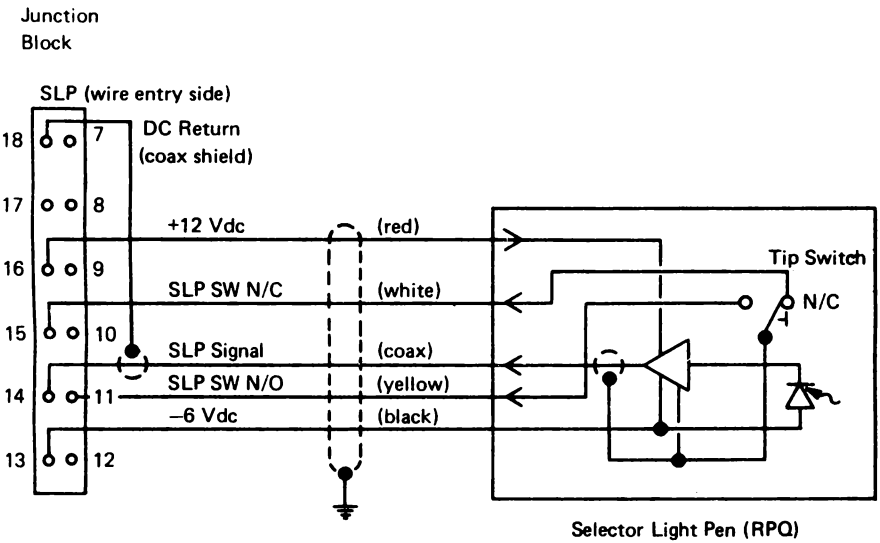 Junction
Block
SLP (wire entry side)
18
7
DC Return
(coax shield)
17
8
+12 Vdc
(red)
16
9
Tip Switch
SLP SW N/C
(white)
N/C
15
10
SLP Signal
(coax)
14
11
SLP SW N/O
(yellow)
−6 Vdc
(black)
13
12
Selector Light Pen (RPQ)